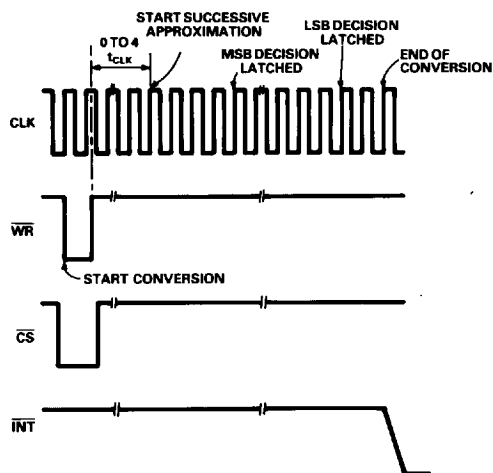 START SUCCESSIVE
APPROXIMATION
0 TO 4
tCLK
MSB DECISION
LATCHED
LSB DECISION
LATCHED
END OF
CONVERSION
CLK
WR
START CONVERSION
CS
INT